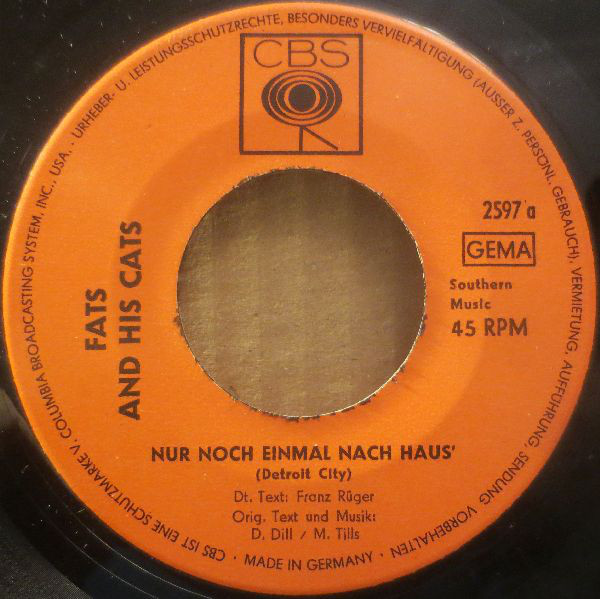 CBS
URHEBER- U. LEISTUNGSSCHUTZRECHTE, BESONDERS VERVIELFÄLTIGUNG (AUSSER Z. PERSÖNL. GEBRAUCH), VERMIETUNG, AUFFÜHRUNG, SENDUNG VORBEHALTEN
2597 a
GEMA
Southern
Music
45 RPM
FATS
AND HIS CATS
NUR NOCH EINMAL NACH HAUS'
(Detroit City)
Dt. Text: Franz Rüger
Orig. Text und Musik:
D. Dill / M. Tills
CBS IST EINE SCHUTZMARKE V. COLUMBIA BROADCASTING SYSTEM, INC., USA. ·
· MADE IN GERMANY ·